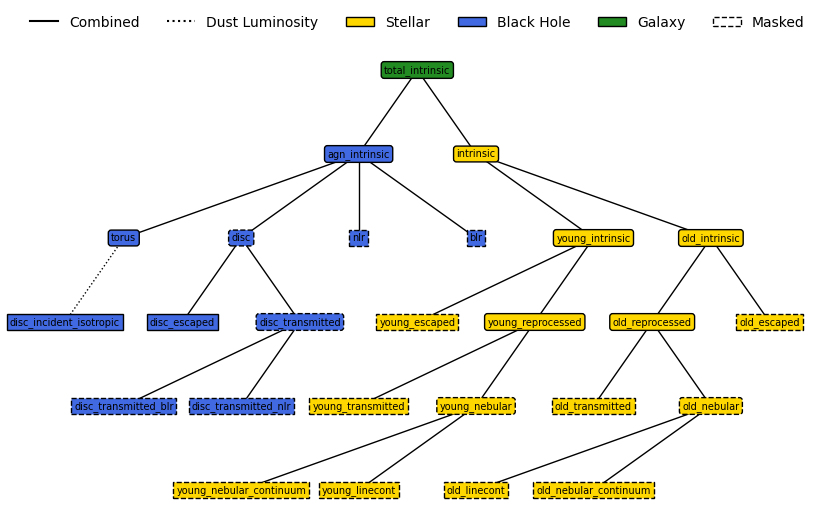 Combined Dust Luminosity Stellar Black Hole Galaxy Masked
total_intrinsic
agn_intrinsic intrinsic
torus disc nlr blr young_intrinsic old_intrinsic
disc_incident_isotropic disc_escaped disc_transmitted young_escaped young_reprocessed old_reprocessed old_escaped
disc_transmitted_blr disc_transmitted_nlr young_transmitted young_nebular old_transmitted old_nebular
young_nebular_continuum young_linecont old_linecont old_nebular_continuum